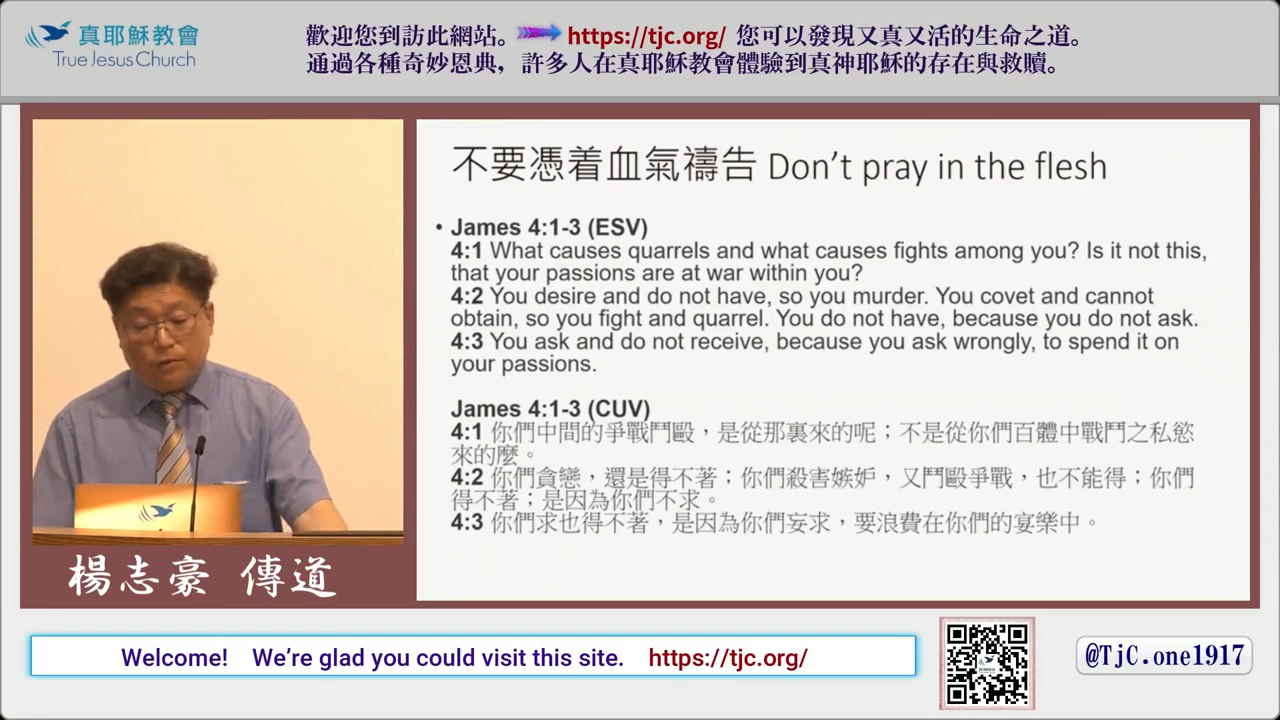 真耶穌教會
True Jesus Church
歡迎您到訪此網站。 https://tjc.org/ 您可以發現又真又活的生命之道。
通過各種奇妙恩典，許多人在真耶穌教會體驗到真神耶穌的存在與救贖。
不要憑着血氣禱告 Don’t pray in the flesh
• James 4:1-3 (ESV)
4:1 What causes quarrels and what causes fights among you? Is it not this,
that your passions are at war within you?
4:2 You desire and do not have, so you murder. You covet and cannot
obtain, so you fight and quarrel. You do not have, because you do not ask.
4:3 You ask and do not receive, because you ask wrongly, to spend it on
your passions.
James 4:1-3 (CUV)
4:1 你們中間的爭戰鬥毆，是從那裏來的呢；不是從你們百體中戰鬥之私慾
來的麼。
4:2 你們貪戀，還是得不著；你們殺害嫉妒，又鬥毆爭戰，也不能得；你們
得不著；是因為你們不求。
4:3 你們求也得不著，是因為你們妄求，要浪費在你們的宴樂中。
楊志豪 傳道
Welcome! We’re glad you could visit this site. https://tjc.org/
@TjC.one1917